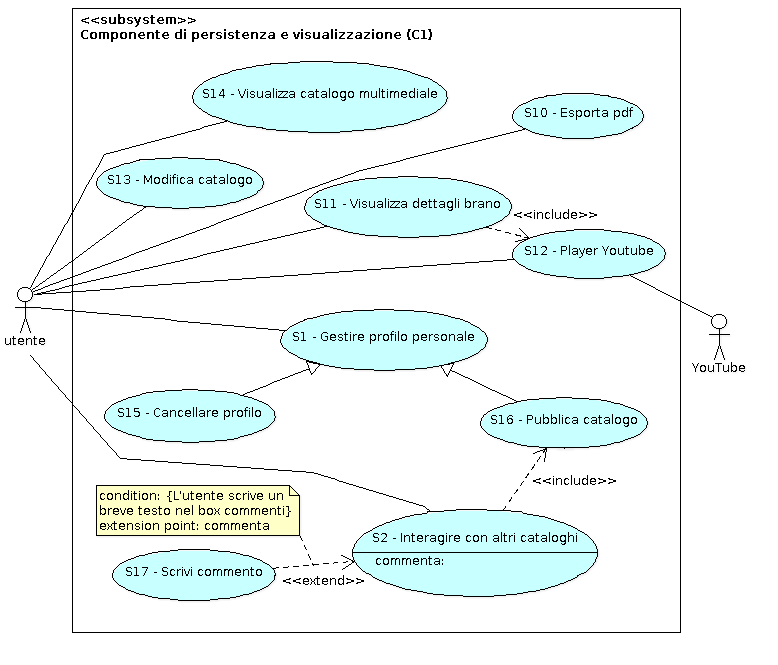 <<subsystem>>
Componente di persistenza e visualizzazione (C1)
S14 - Visualizza catalogo multimediale
S10 - Esporta pdf
S13 - Modifica catalogo
S11 - Visualizza dettagli brano
<<include>>
S12 - Player Youtube
utente
S1 - Gestire profilo personale
YouTube
S15 - Cancellare profilo
S16 - Pubblica catalogo
<<include>>
condition: {L'utente scrive un
breve testo nel box commenti}
extension point: commenta
S2 - Interagire con altri cataloghi
commenta:
S17 - Scrivi commento
<<extend>>